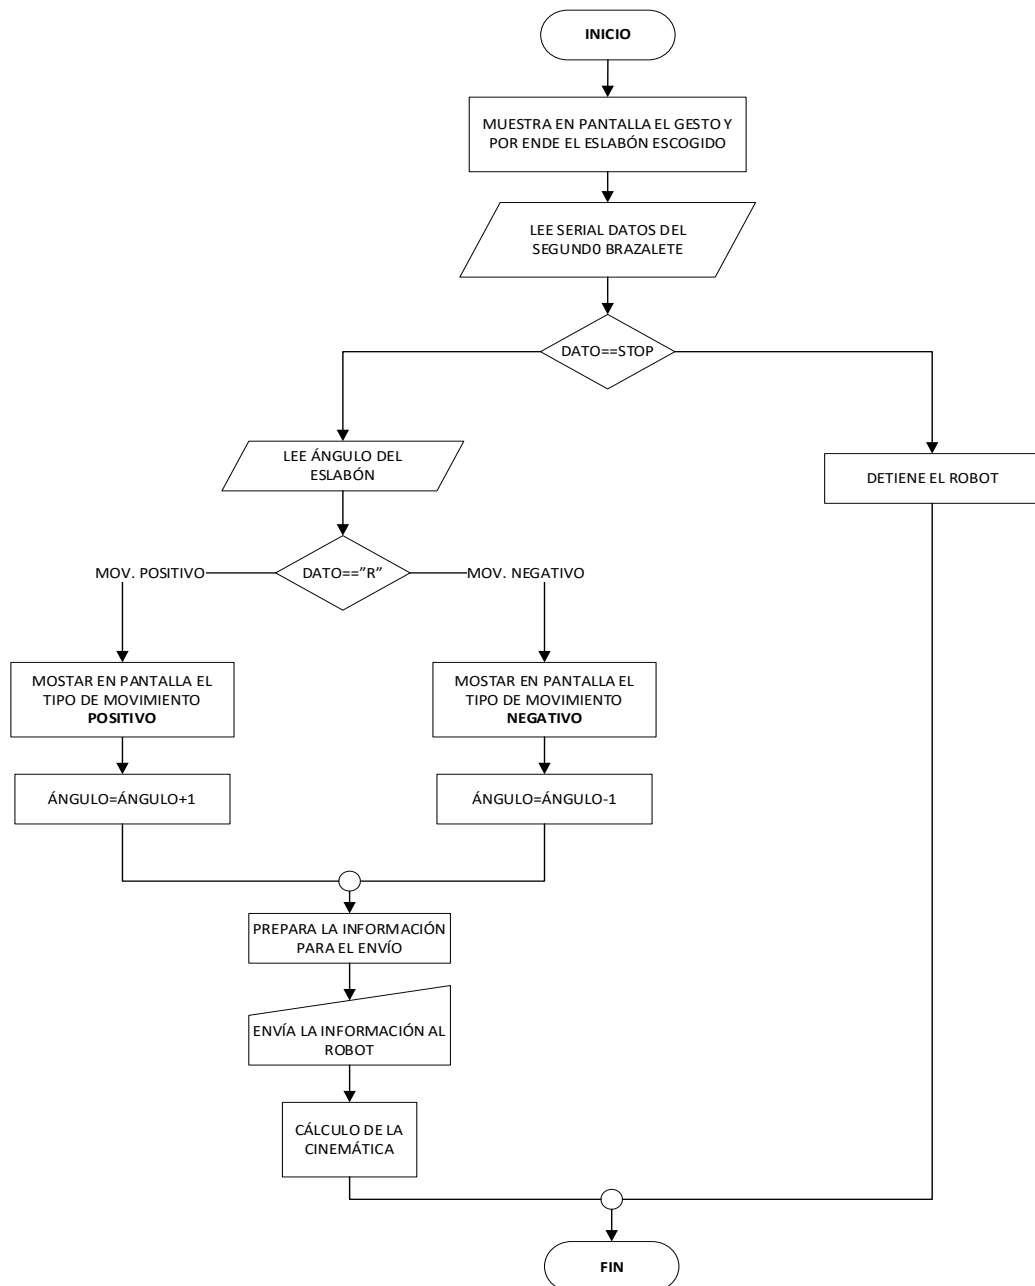 INICIO
MUESTRA EN PANTALLA EL GESTO Y
POR ENDE EL ESLABÓN ESCOGIDO
LEE SERIAL DATOS DEL
SEGUND0 BRAZALETE
DATO==STOP
LEE ÁNGULO DEL
ESLABÓN
DETIENE EL ROBOT
DATO==”R”
MOV. POSITIVO
MOV. NEGATIVO
MOSTAR EN PANTALLA EL
TIPO DE MOVIMIENTO
POSITIVO
MOSTAR EN PANTALLA EL
TIPO DE MOVIMIENTO
NEGATIVO
ÁNGULO=ÁNGULO+1
ÁNGULO=ÁNGULO-1
PREPARA LA INFORMACIÓN
PARA EL ENVÍO
ENVÍA LA INFORMACIÓN AL
ROBOT
CÁLCULO DE LA
CINEMÁTICA
FIN